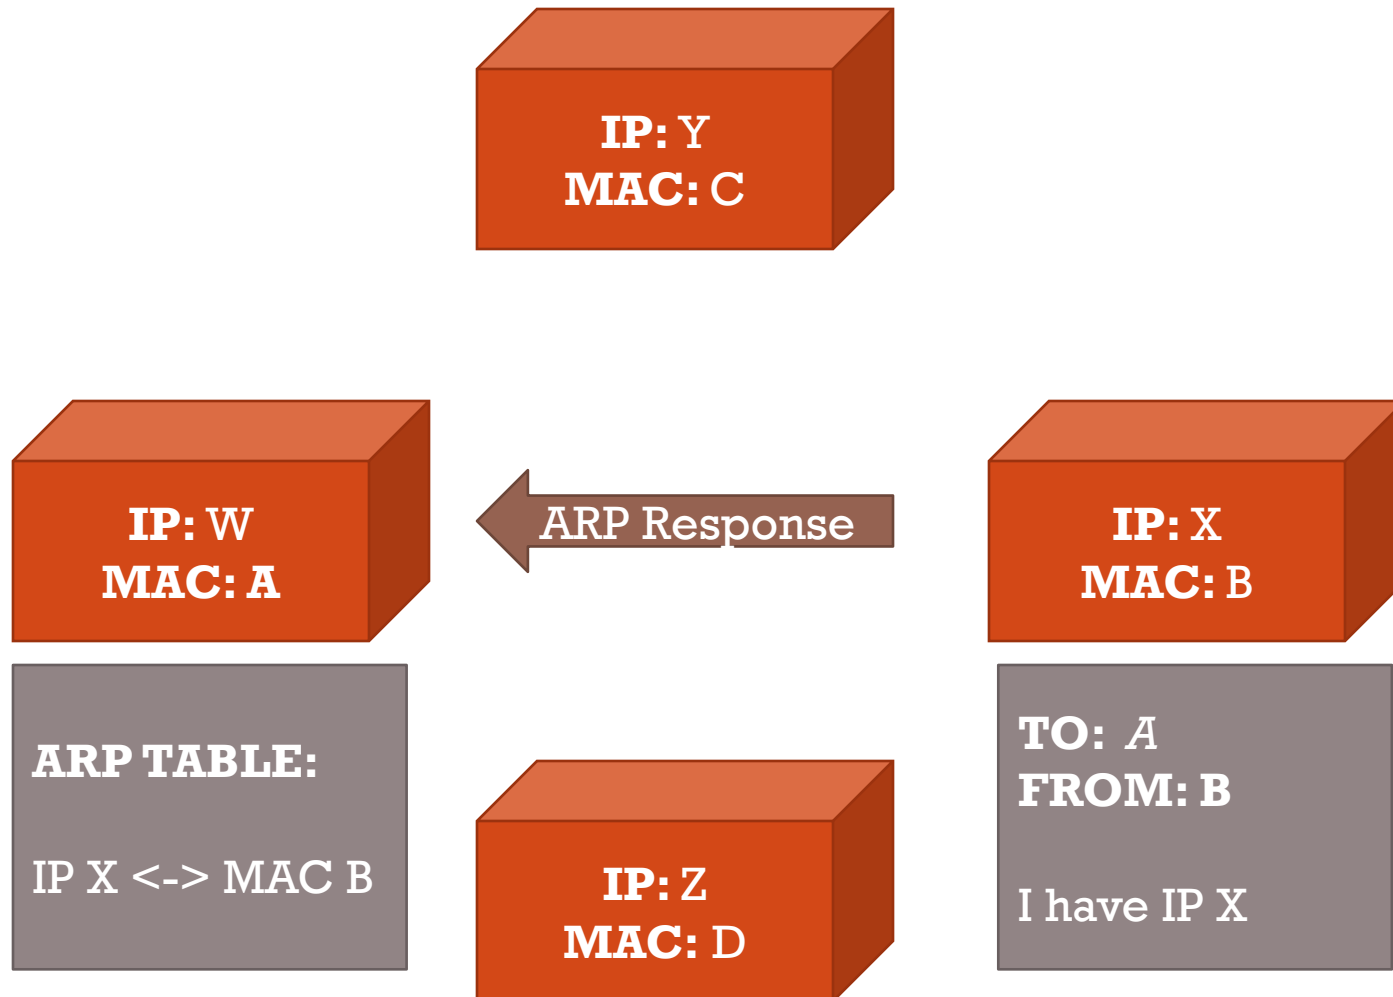 IP: Y
MAC: C
IP: W
MAC: A
ARP Response
IP: X
MAC: B
ARP TABLE:
IP X <-> MAC B
TO: A
FROM: B
I have IP X
IP: Z
MAC: D